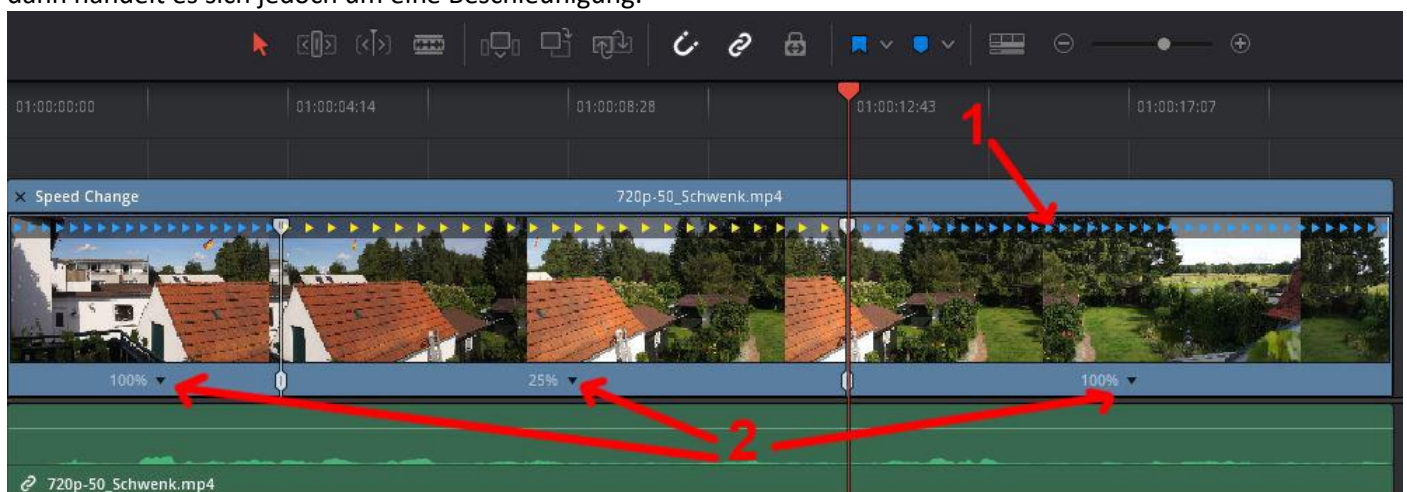 dann handelt es sich jedoch um eine Beschleunigung.
01:00:00:00 01:00:04:14 01:00:08:28 01:00:12:43 01:00:17:07
1
Speed Change 720p-50_Schwenk.mp4
100% 25% 100%
2
720p-50_Schwenk.mp4